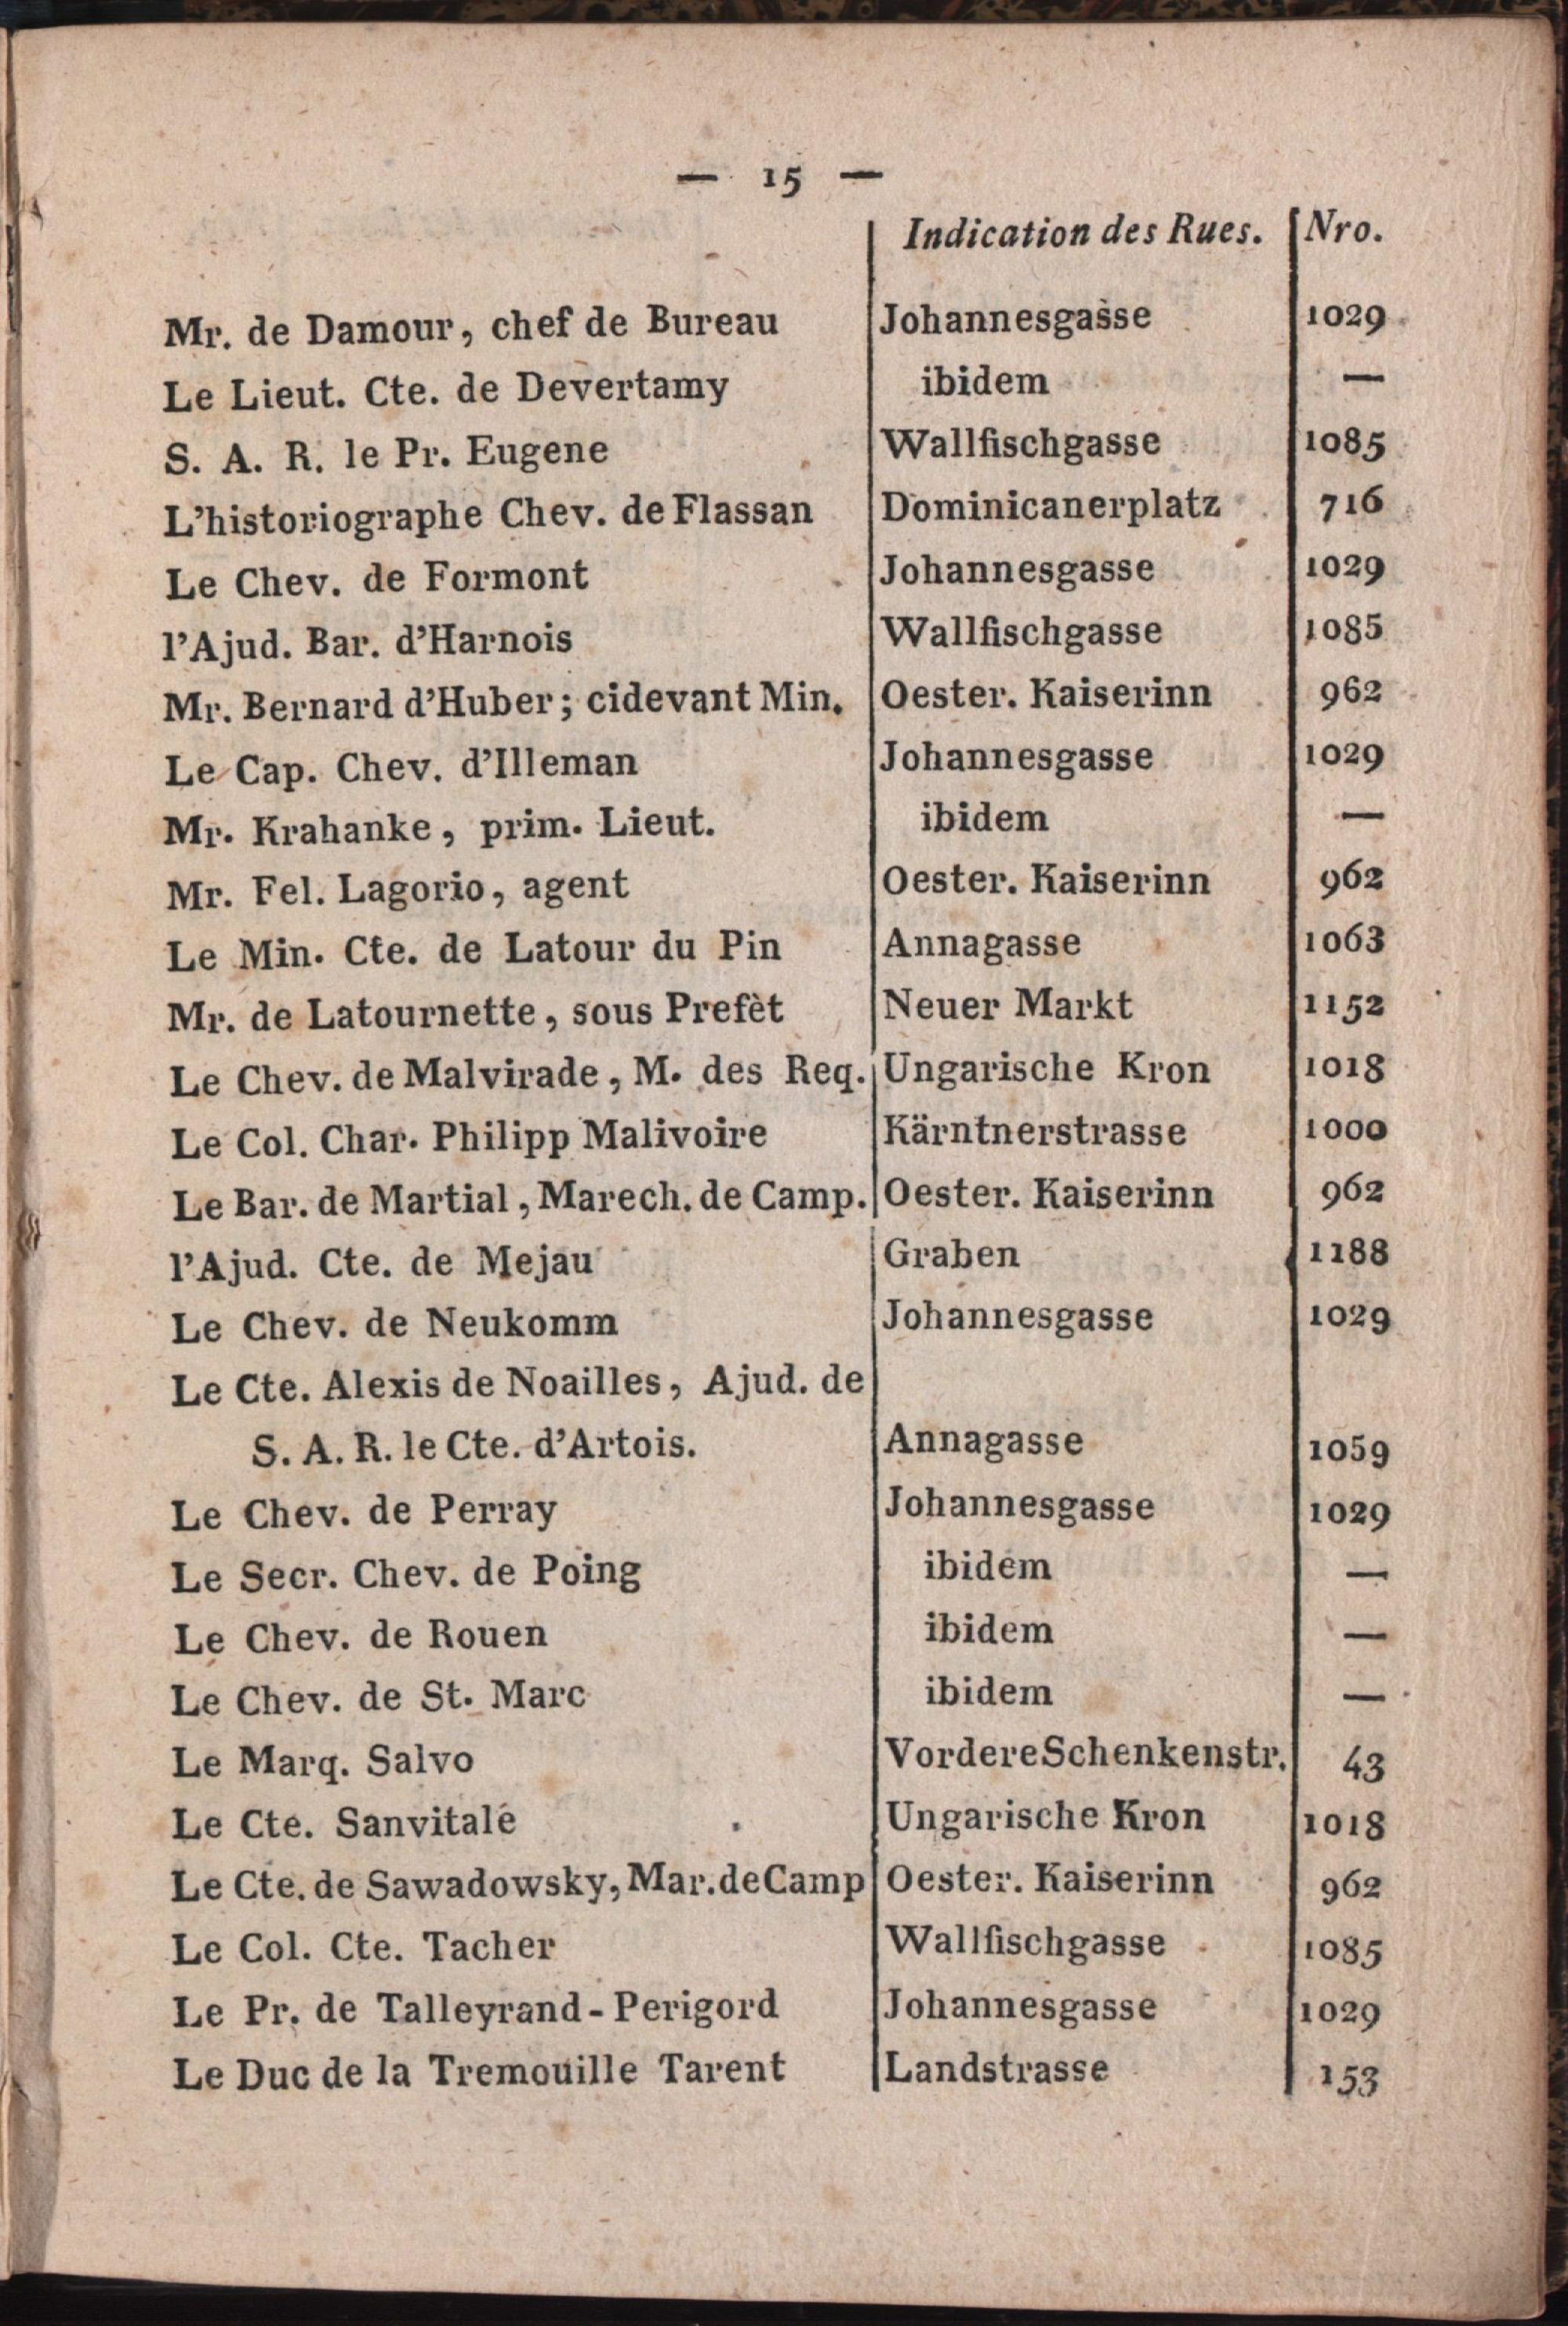 — 15 —
Indication des Rues. Nro.
Mr. de Damour, chef de Bureau Johannesgasse 1029
Le Lieut. Cte. de Devertamy ibidem —
S. A. R. le Pr. Eugene Wallfischgasse 1085
L'historiographe Chev. de Flassan Dominicanerplatz 716
Le Chev. de Formont Johannesgasse 1029
l'Ajud. Bar. d'Harnois Wallfischgasse 1085
Mr. Bernard d'Huber; cidevant Min. Oester. Kaiserinn 962
Le Cap. Chev. d'Illeman Johannesgasse 1029
Mr. Krahanke, prim. Lieut. ibidem —
Mr. Fel. Lagorio, agent Oester. Kaiserinn 962
Le Min. Cte. de Latour du Pin Annagasse 1063
Mr. de Latournette, sous Prefèt Neuer Markt 1152
Le Chev. de Malvirade, M. des Req. Ungarische Kron 1018
Le Col. Char. Philipp Malivoire Kärntnerstrasse 1000
Le Bar. de Martial, Marech. de Camp. Oester. Kaiserinn 962
l'Ajud. Cte. de Mejau Graben 1188
Le Chev. de Neukomm Johannesgasse 1029
Le Cte. Alexis de Noailles, Ajud. de
S. A. R. le Cte. d'Artois. Annagasse 1059
Le Chev. de Perray Johannesgasse 1029
Le Secr. Chev. de Poing ibidem —
Le Chev. de Rouen ibidem —
Le Chev. de St. Marc ibidem —
Le Marq. Salvo Vordere Schenkenstr. 43
Le Cte. Sanvitale Ungarische Kron 1018
Le Cte. de Sawadowsky, Mar. de Camp Oester. Kaiserinn 962
Le Col. Cte. Tacher Wallfischgasse 1085
Le Pr. de Talleyrand-Perigord Johannesgasse 1029
Le Duc de la Tremouille Tarent Landstrasse 153